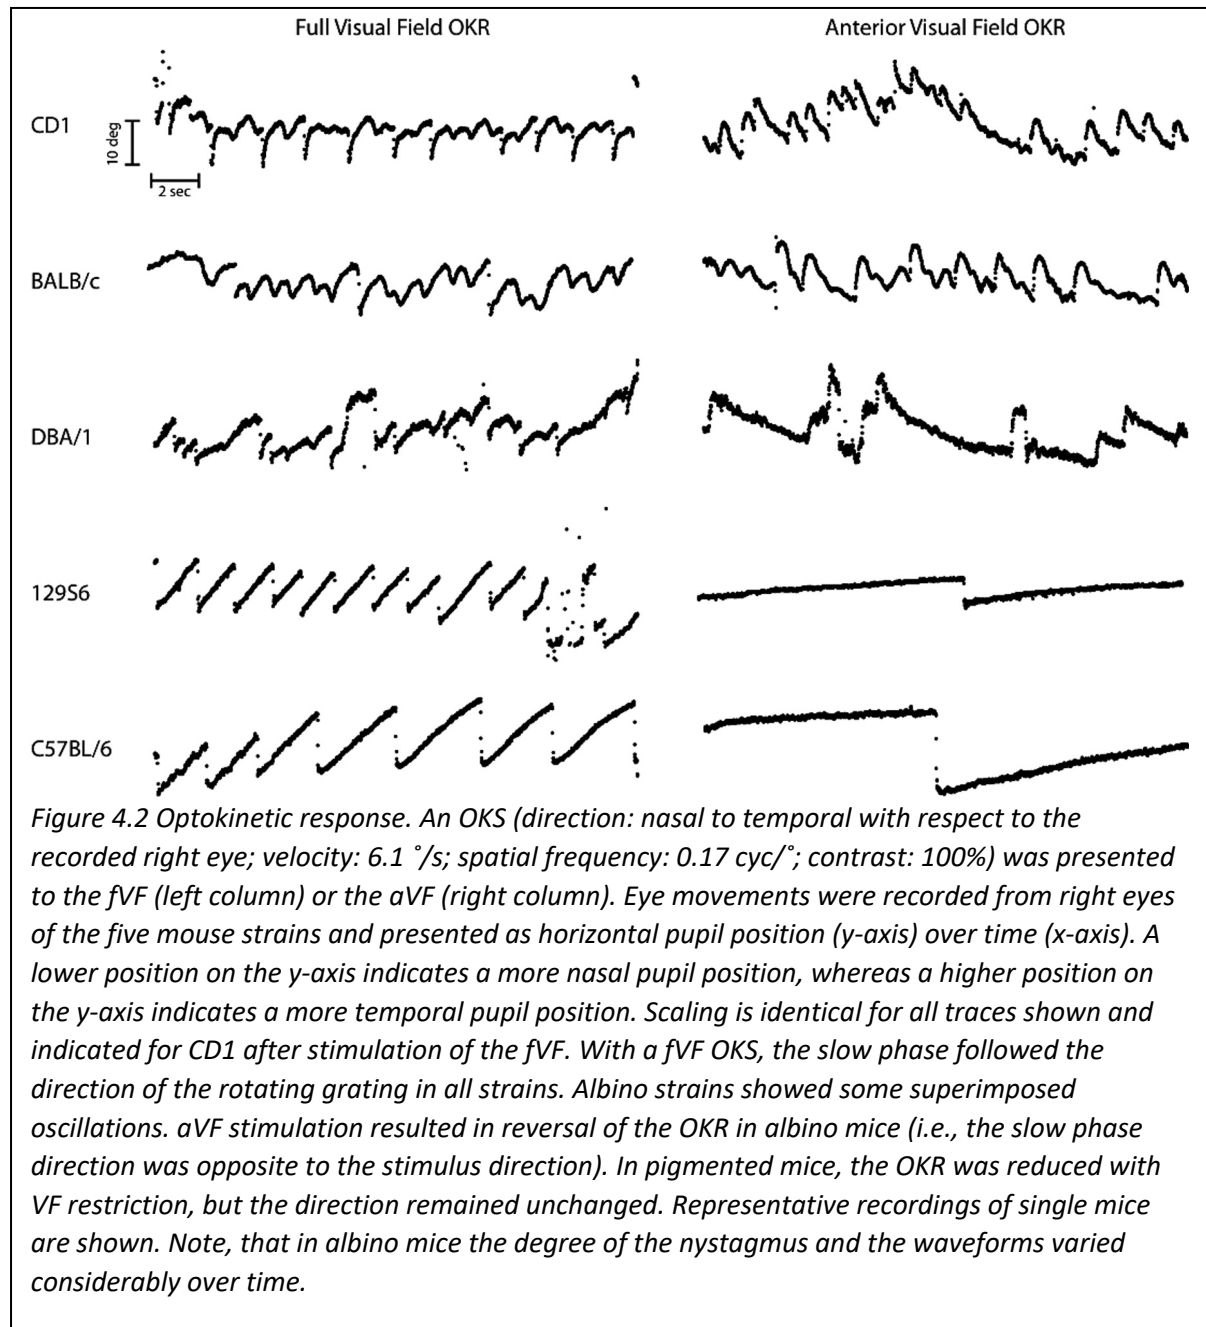 Full Visual Field OKR
Anterior Visual Field OKR
CD1
10 deg
2 sec
BALB/c
DBA/1
129S6
C57BL/6
Figure 4.2 Optokinetic response. An OKS (direction: nasal to temporal with respect to the
recorded right eye; velocity: 6.1 ˚/s; spatial frequency: 0.17 cyc/˚; contrast: 100%) was presented
to the fVF (left column) or the aVF (right column). Eye movements were recorded from right eyes
of the five mouse strains and presented as horizontal pupil position (y-axis) over time (x-axis). A
lower position on the y-axis indicates a more nasal pupil position, whereas a higher position on
the y-axis indicates a more temporal pupil position. Scaling is identical for all traces shown and
indicated for CD1 after stimulation of the fVF. With a fVF OKS, the slow phase followed the
direction of the rotating grating in all strains. Albino strains showed some superimposed
oscillations. aVF stimulation resulted in reversal of the OKR in albino mice (i.e., the slow phase
direction was opposite to the stimulus direction). In pigmented mice, the OKR was reduced with
VF restriction, but the direction remained unchanged. Representative recordings of single mice
are shown. Note, that in albino mice the degree of the nystagmus and the waveforms varied
considerably over time.